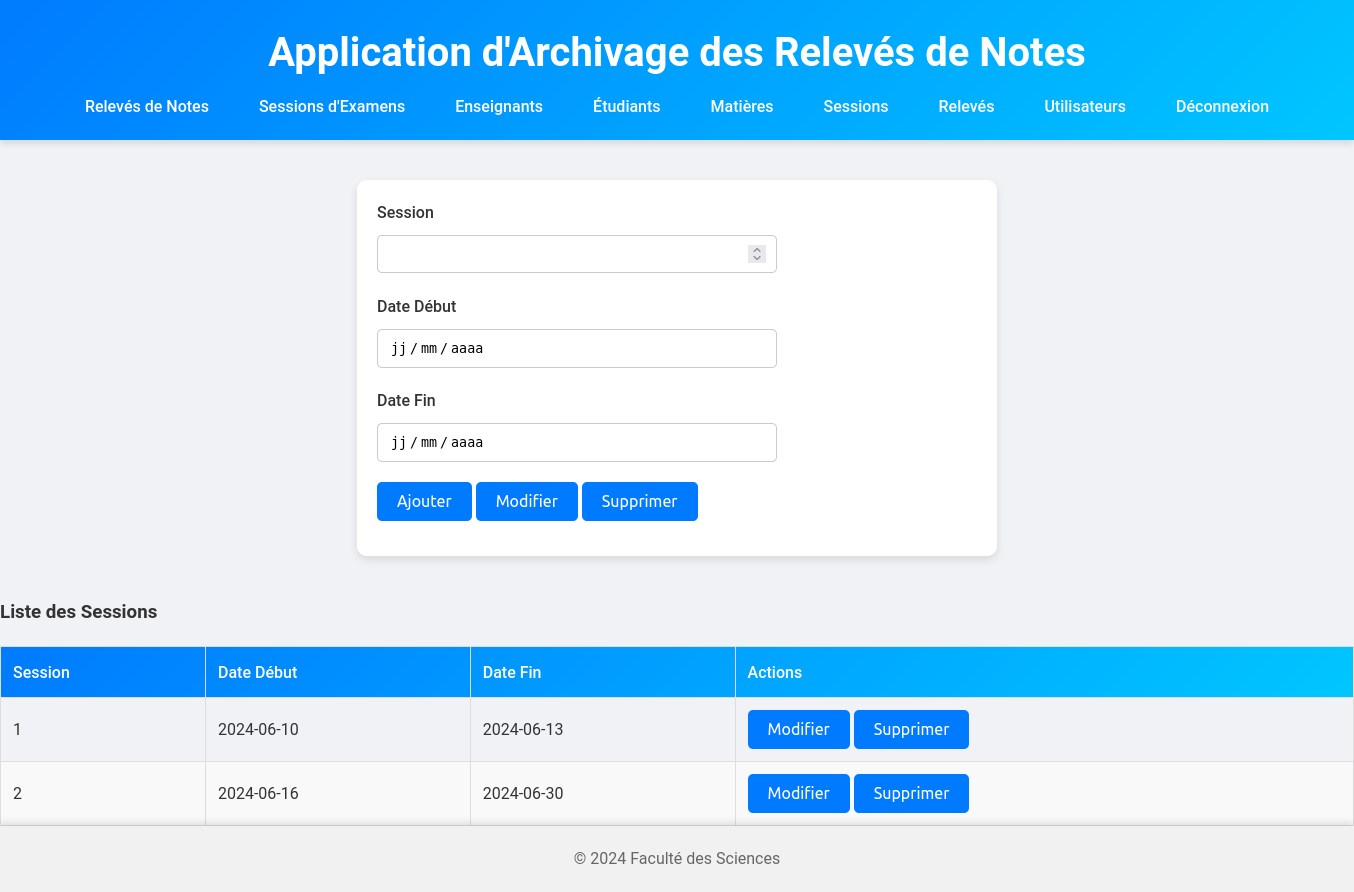 Application d'Archivage des Relevés de Notes
Relevés de Notes Sessions d'Examens Enseignants Étudiants Matières Sessions Relevés Utilisateurs Déconnexion
Session
Date Début
jj / mm / aaaa
Date Fin
jj / mm / aaaa
Ajouter Modifier Supprimer
Liste des Sessions
Session Date Début Date Fin Actions
1 2024-06-10 2024-06-13 Modifier Supprimer
2 2024-06-16 2024-06-30 Modifier Supprimer
© 2024 Faculté des Sciences